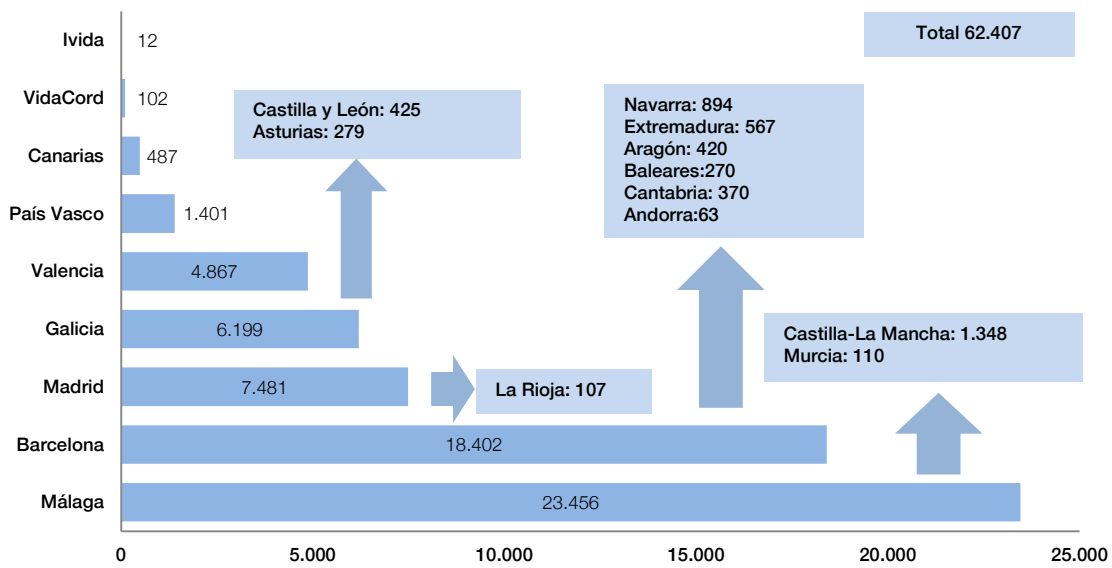 Total 62.407
Ivida 12
VidaCord 102
Canarias 487
País Vasco 1.401
Valencia 4.867
Galicia 6.199
Madrid 7.481
Barcelona 18.402
Málaga 23.456
Castilla y León: 425
Asturias: 279
Navarra: 894
Extremadura: 567
Aragón: 420
Baleares:270
Cantabria: 370
Andorra:63
La Rioja: 107
Castilla-La Mancha: 1.348
Murcia: 110
0 5.000 10.000 15.000 20.000 25.000